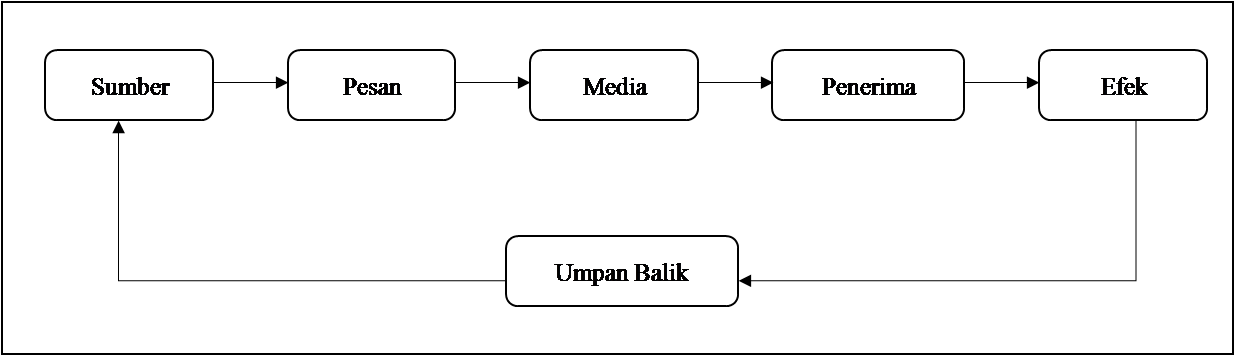 Sumber
Pesan
Media
Penerima
Efek
Umpan Balik